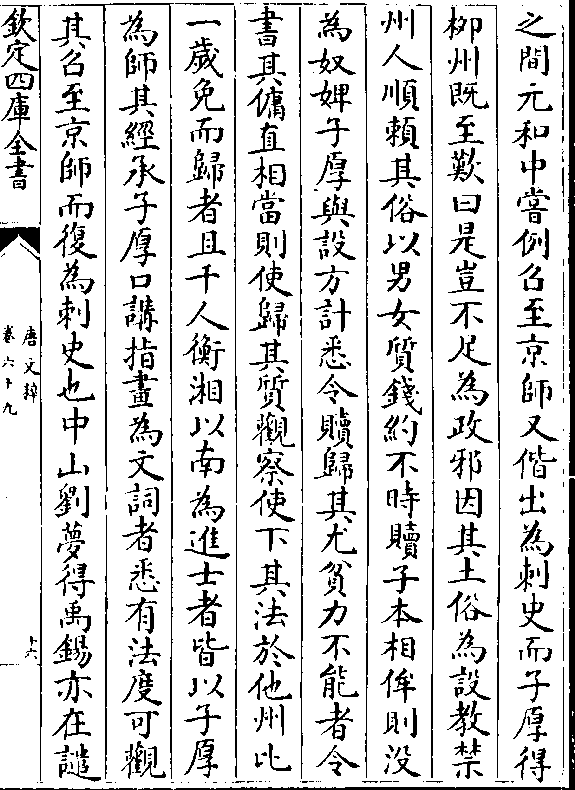 之間元和中嘗例召至京師又偕出為刺史而子厚得
柳州既至歎曰是豈不足為政邪因其土俗為設教禁
州人順賴其俗以男女質錢約不時贖子本相侔則没
為奴婢子厚與設方計悉令贖歸其尤貧力不能者令
書其傭直相當則使歸其質觀察使下其法於他州比
一歳免而歸者且千人衡湘以南為進士者皆以子厚
為師其經承子厚口講指畫為文詞者悉有法度可觀
其召至京師而復為刺史也中山劉夢得禹錫亦在譴
欽定四庫全書
唐文粹
卷六十九
十六